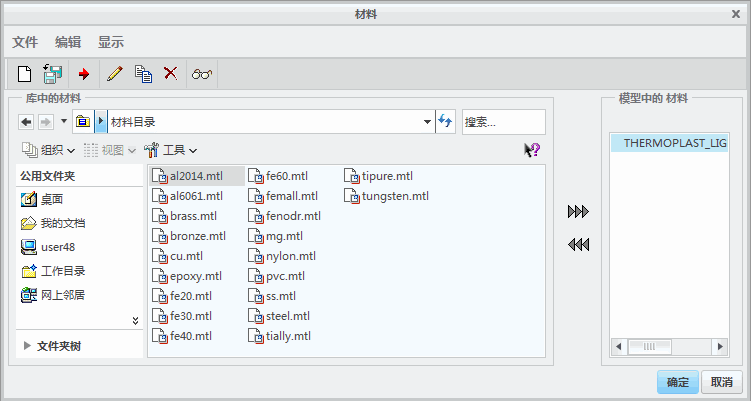 材料
文件 编辑 显示
库中的材料
模型中的 材料
材料目录
搜索...
组织 视图 工具
公用文件夹
桌面
我的文档
user48
工作目录
网上邻居
文件夹树
al2014.mtl
al6061.mtl
brass.mtl
bronze.mtl
cu.mtl
epoxy.mtl
fe20.mtl
fe30.mtl
fe40.mtl
fe60.mtl
femall.mtl
fenodr.mtl
mg.mtl
nylon.mtl
pvc.mtl
ss.mtl
steel.mtl
tially.mtl
tipure.mtl
tungsten.mtl
THERMOPLAST_LIG
确定 取消